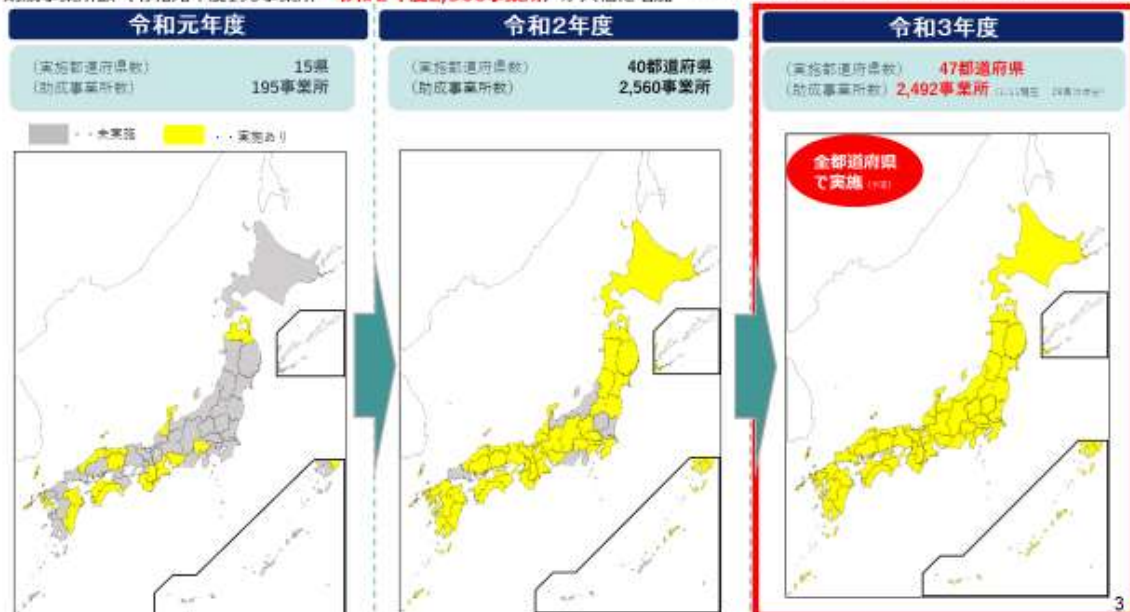 令和元年度
(実施都道府県数) 15県
(助成事業所数) 195事業所
・・未実施 ・・実施あり
令和2年度
(実施都道府県数) 40都道府県
(助成事業所数) 2,560事業所
令和3年度
(実施都道府県数) 47都道府県
(助成事業所数) 2,492事業所
全都道府県
で実施
3